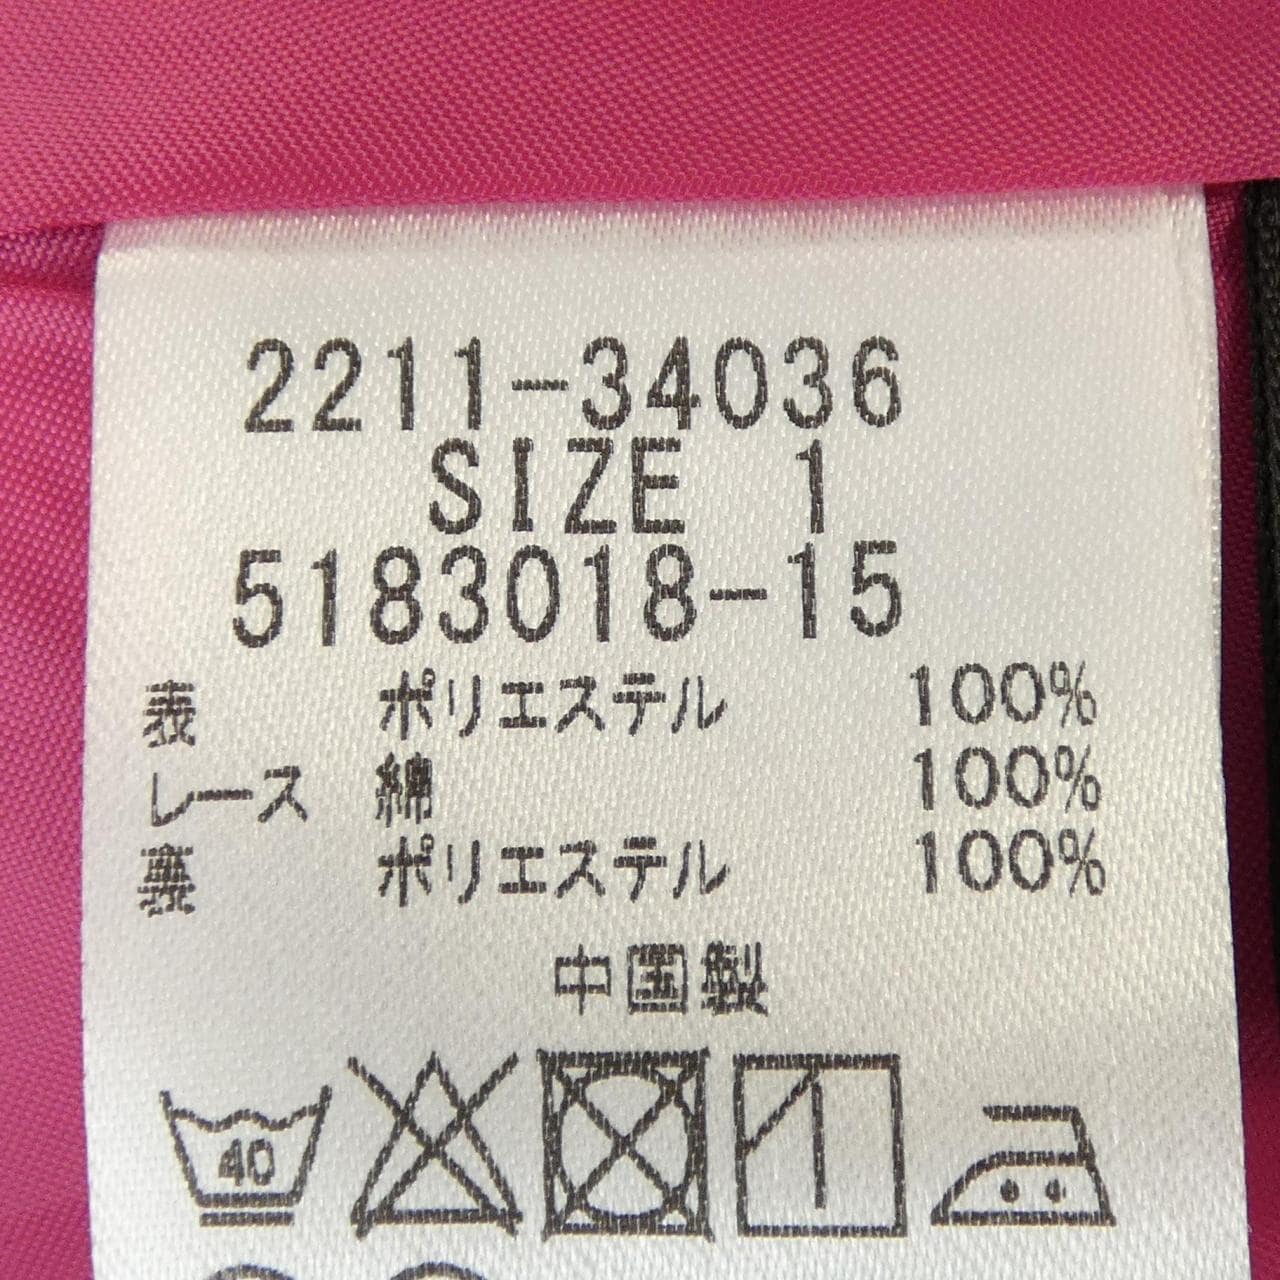 2211-34036
SIZE 1
5183018-15
表 ポリエステル 100%
レース 綿 100%
裏 ポリエステル 100%
中国製
40